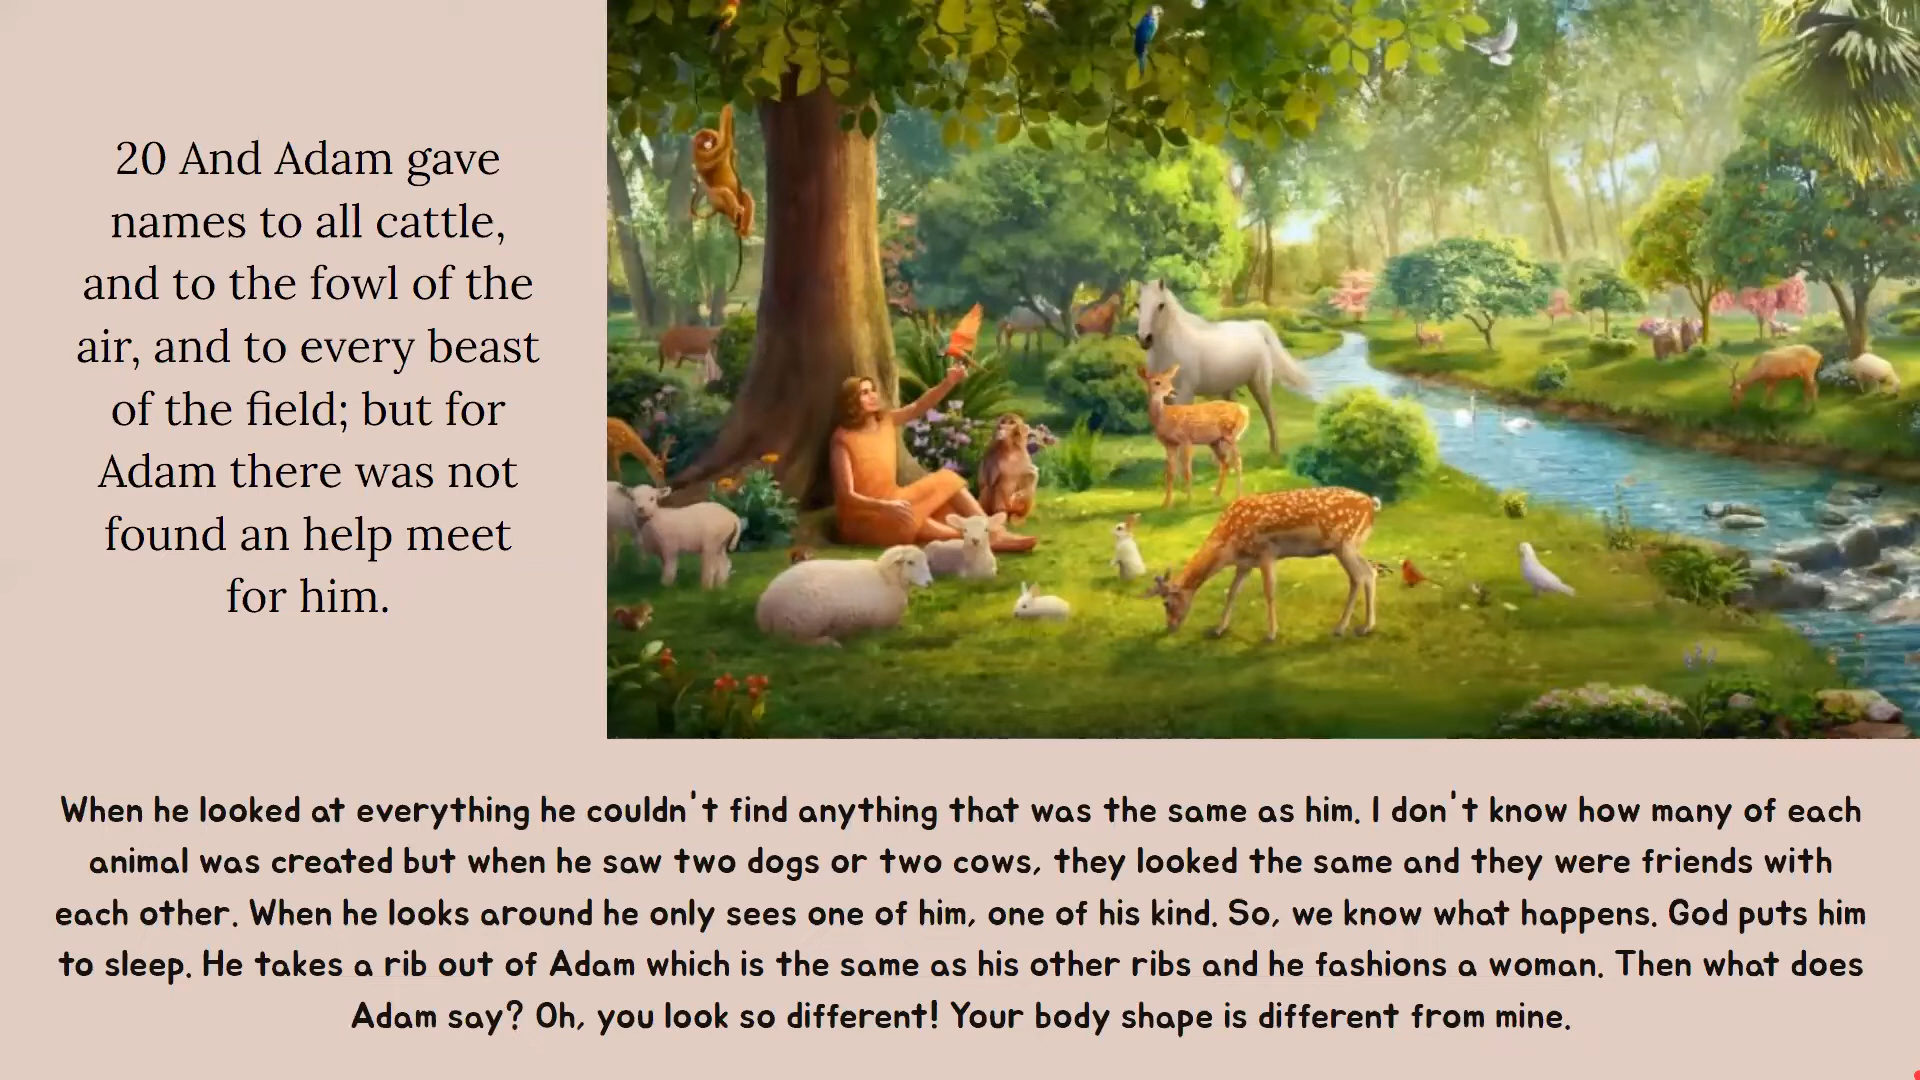 20 And Adam gave
names to all cattle,
and to the fowl of the
air, and to every beast
of the field; but for
Adam there was not
found an help meet
for him.
When he looked at everything he couldn't find anything that was the same as him. I don't know how many of each
animal was created but when he saw two dogs or two cows, they looked the same and they were friends with
each other. When he looks around he only sees one of him, one of his kind. So, we know what happens. God puts him
to sleep. He takes a rib out of Adam which is the same as his other ribs and he fashions a woman. Then what does
Adam say? Oh, you look so different! Your body shape is different from mine.